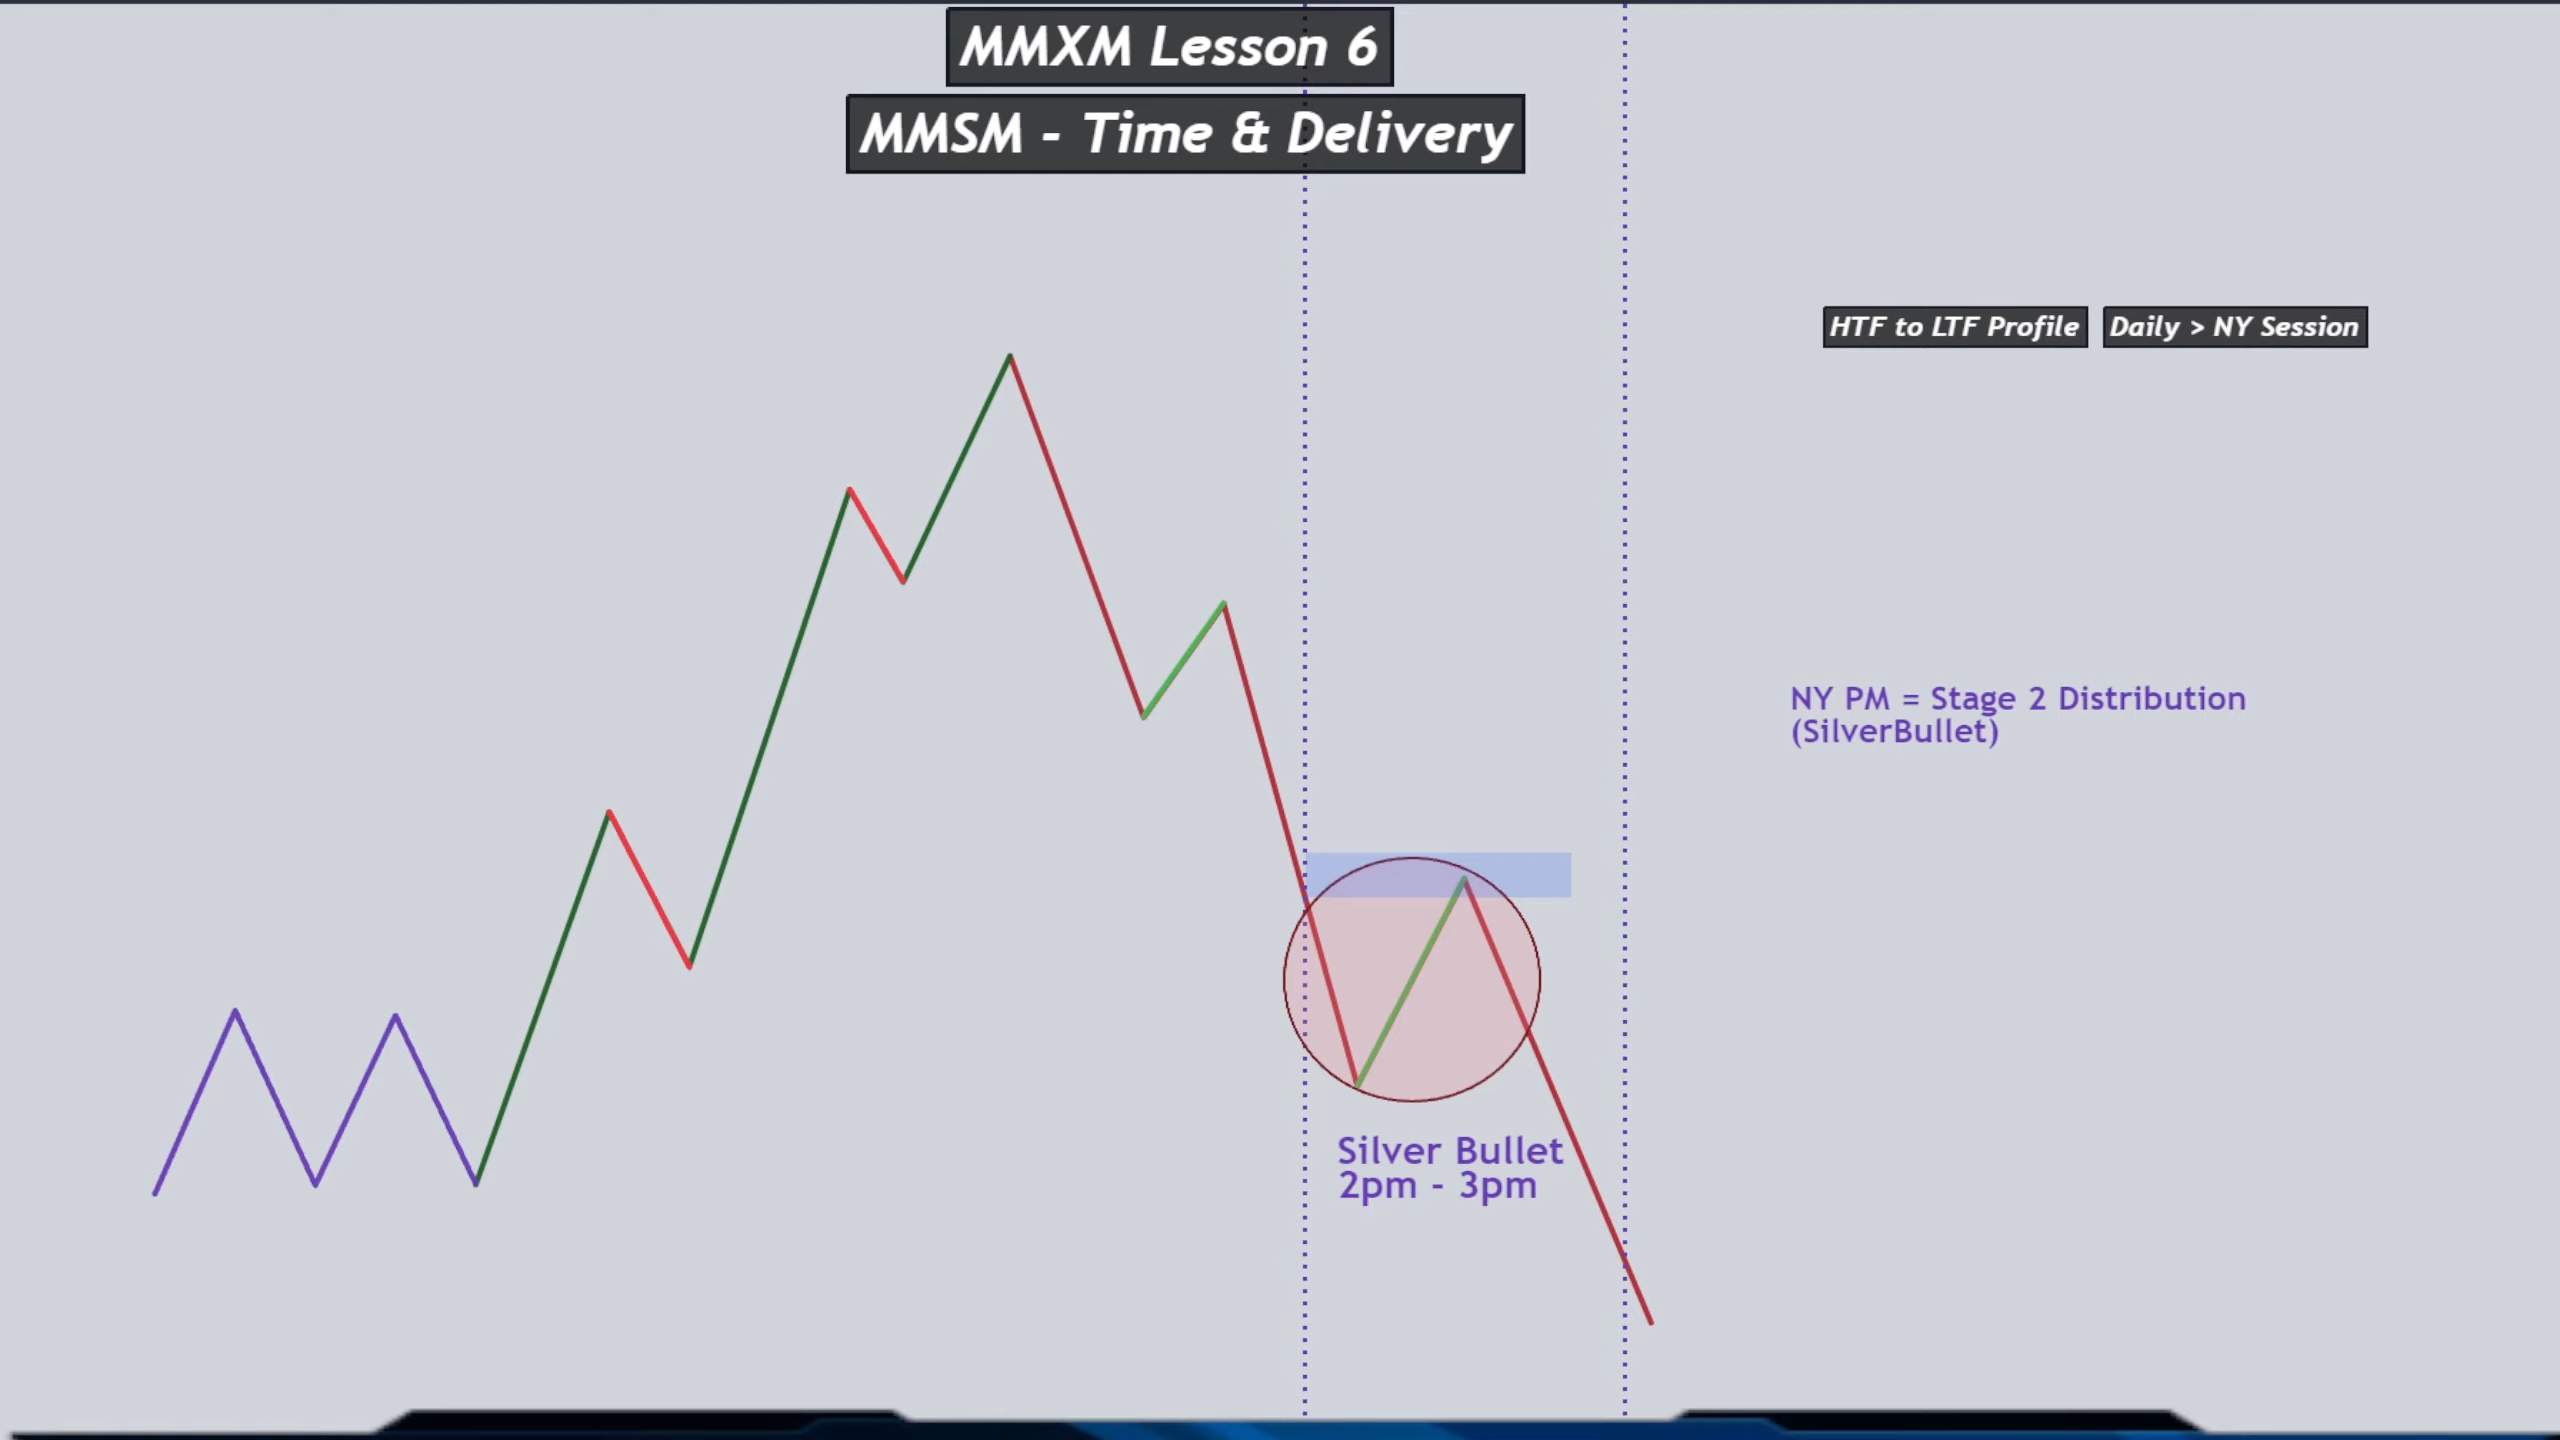 MMXM Lesson 6
MMSM - Time & Delivery
HTF to LTF Profile
Daily > NY Session
NY PM = Stage 2 Distribution
(SilverBullet)
Silver Bullet
2pm - 3pm